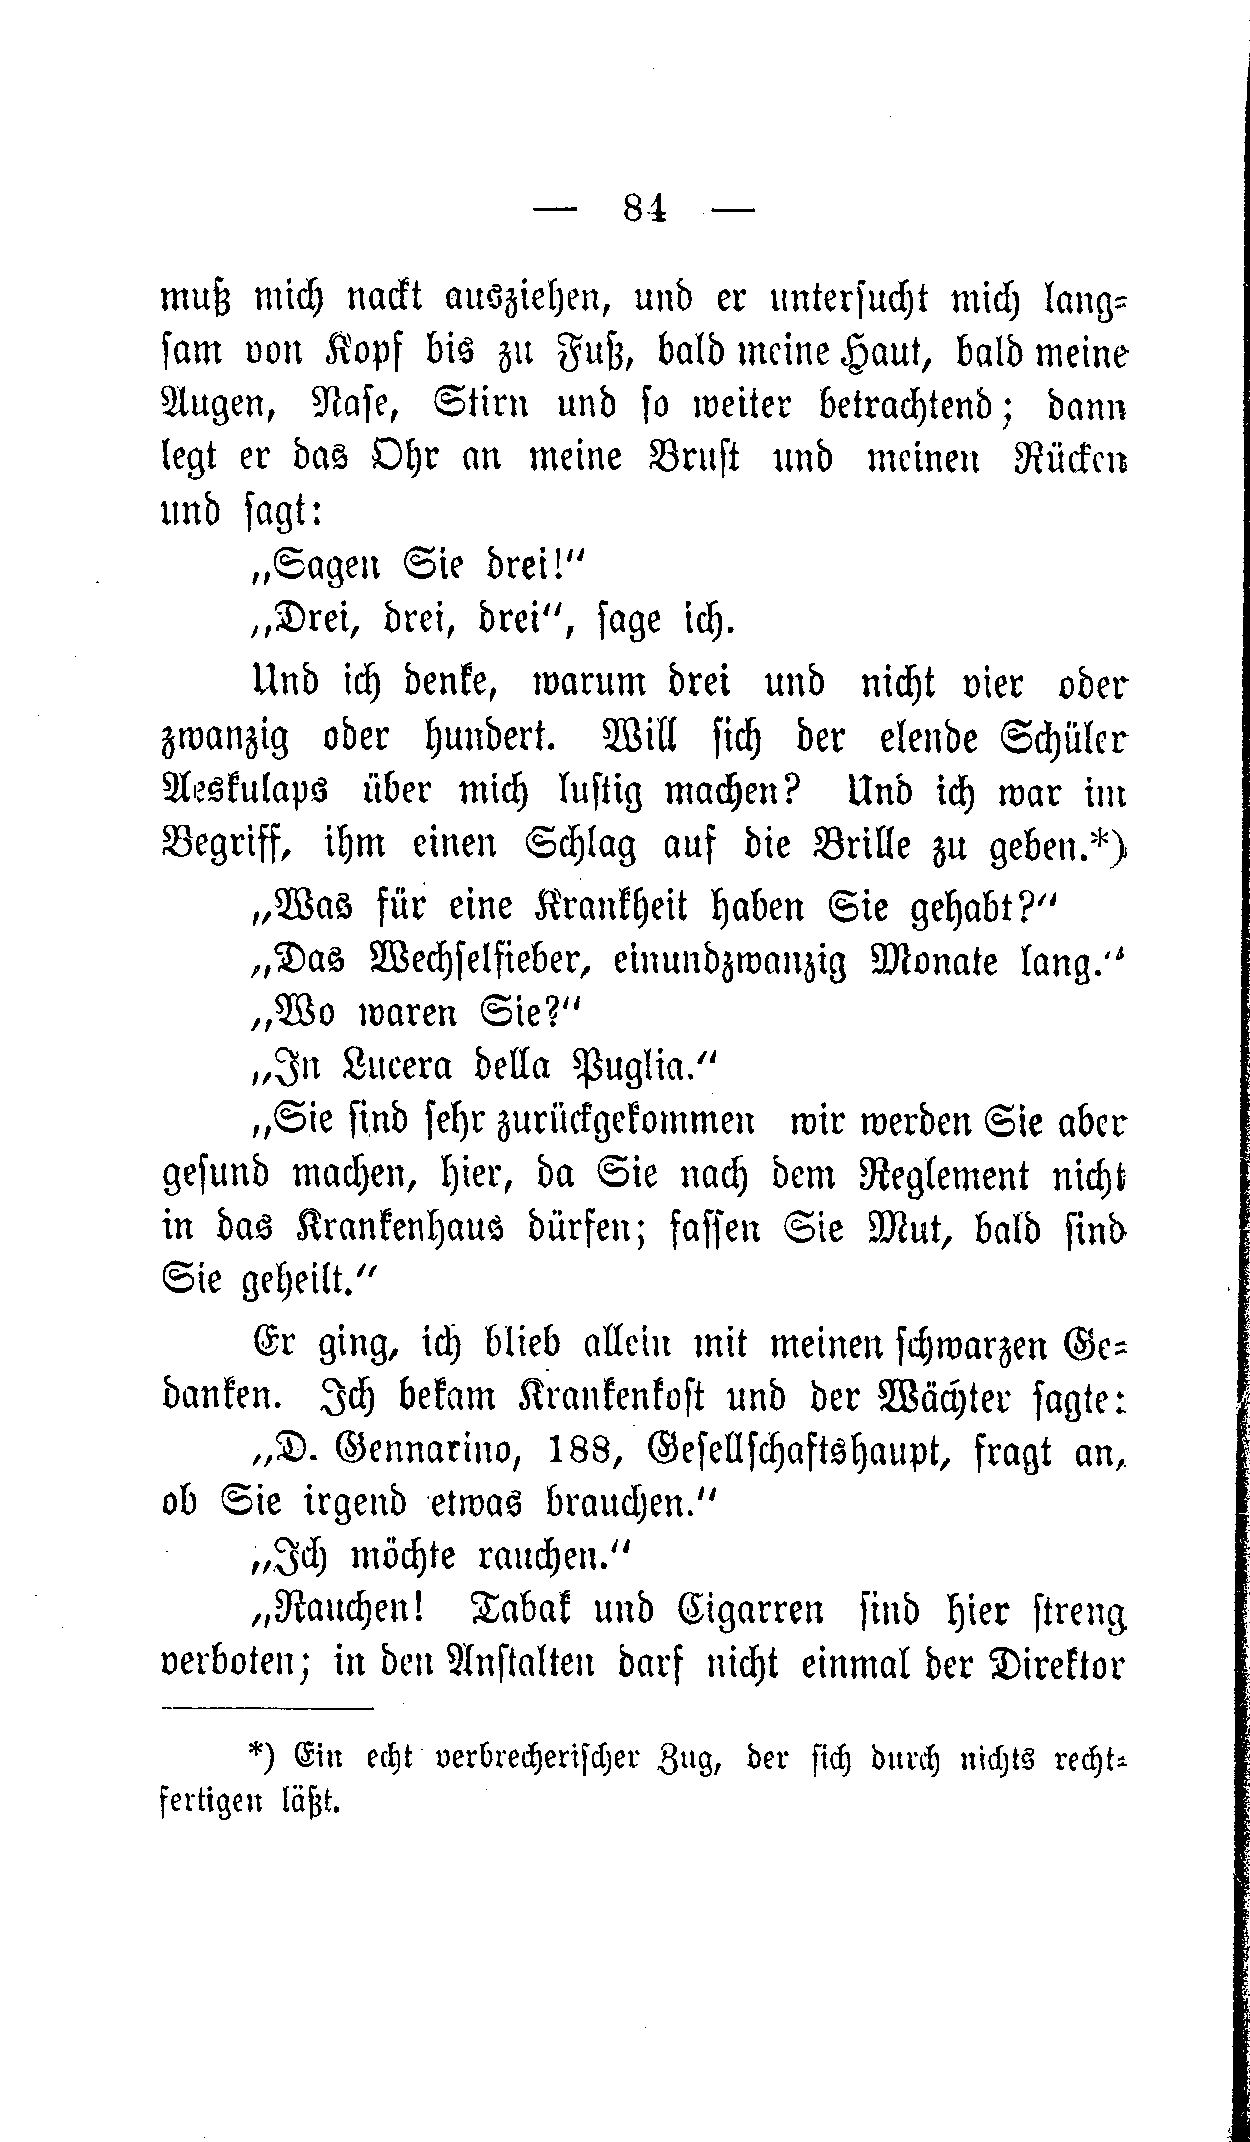 — 84 —
muß mich nackt ausziehen, und er untersucht mich lang-
sam von Kopf bis zu Fuß, bald meine Haut, bald meine
Augen, Nase, Stirn und so weiter betrachtend; dann
legt er das Ohr an meine Brust und meinen Rücken
und sagt:
„Sagen Sie drei!“
„Drei, drei, drei“, sage ich.
Und ich denke, warum drei und nicht vier oder
zwanzig oder hundert. Will sich der elende Schüler
Aeskulaps über mich lustig machen? Und ich war im
Begriff, ihm einen Schlag auf die Brille zu geben.*)
„Was für eine Krankheit haben Sie gehabt?“
„Das Wechselfieber, einundzwanzig Monate lang.“
„Wo waren Sie?“
„In Lucera della Puglia.“
„Sie sind sehr zurückgekommen wir werden Sie aber
gesund machen, hier, da Sie nach dem Reglement nicht
in das Krankenhaus dürfen; fassen Sie Mut, bald sind
Sie geheilt.“
Er ging, ich blieb allein mit meinen schwarzen Ge-
danken. Ich bekam Krankenkost und der Wächter sagte:
„D. Gennarino, 188, Gesellschaftshaupt, fragt an,
ob Sie irgend etwas brauchen.“
„Ich möchte rauchen.“
„Rauchen! Tabak und Cigarren sind hier streng
verboten; in den Anstalten darf nicht einmal der Direktor
*) Ein echt verbrecherischer Zug, der sich durch nichts recht-
fertigen läßt.